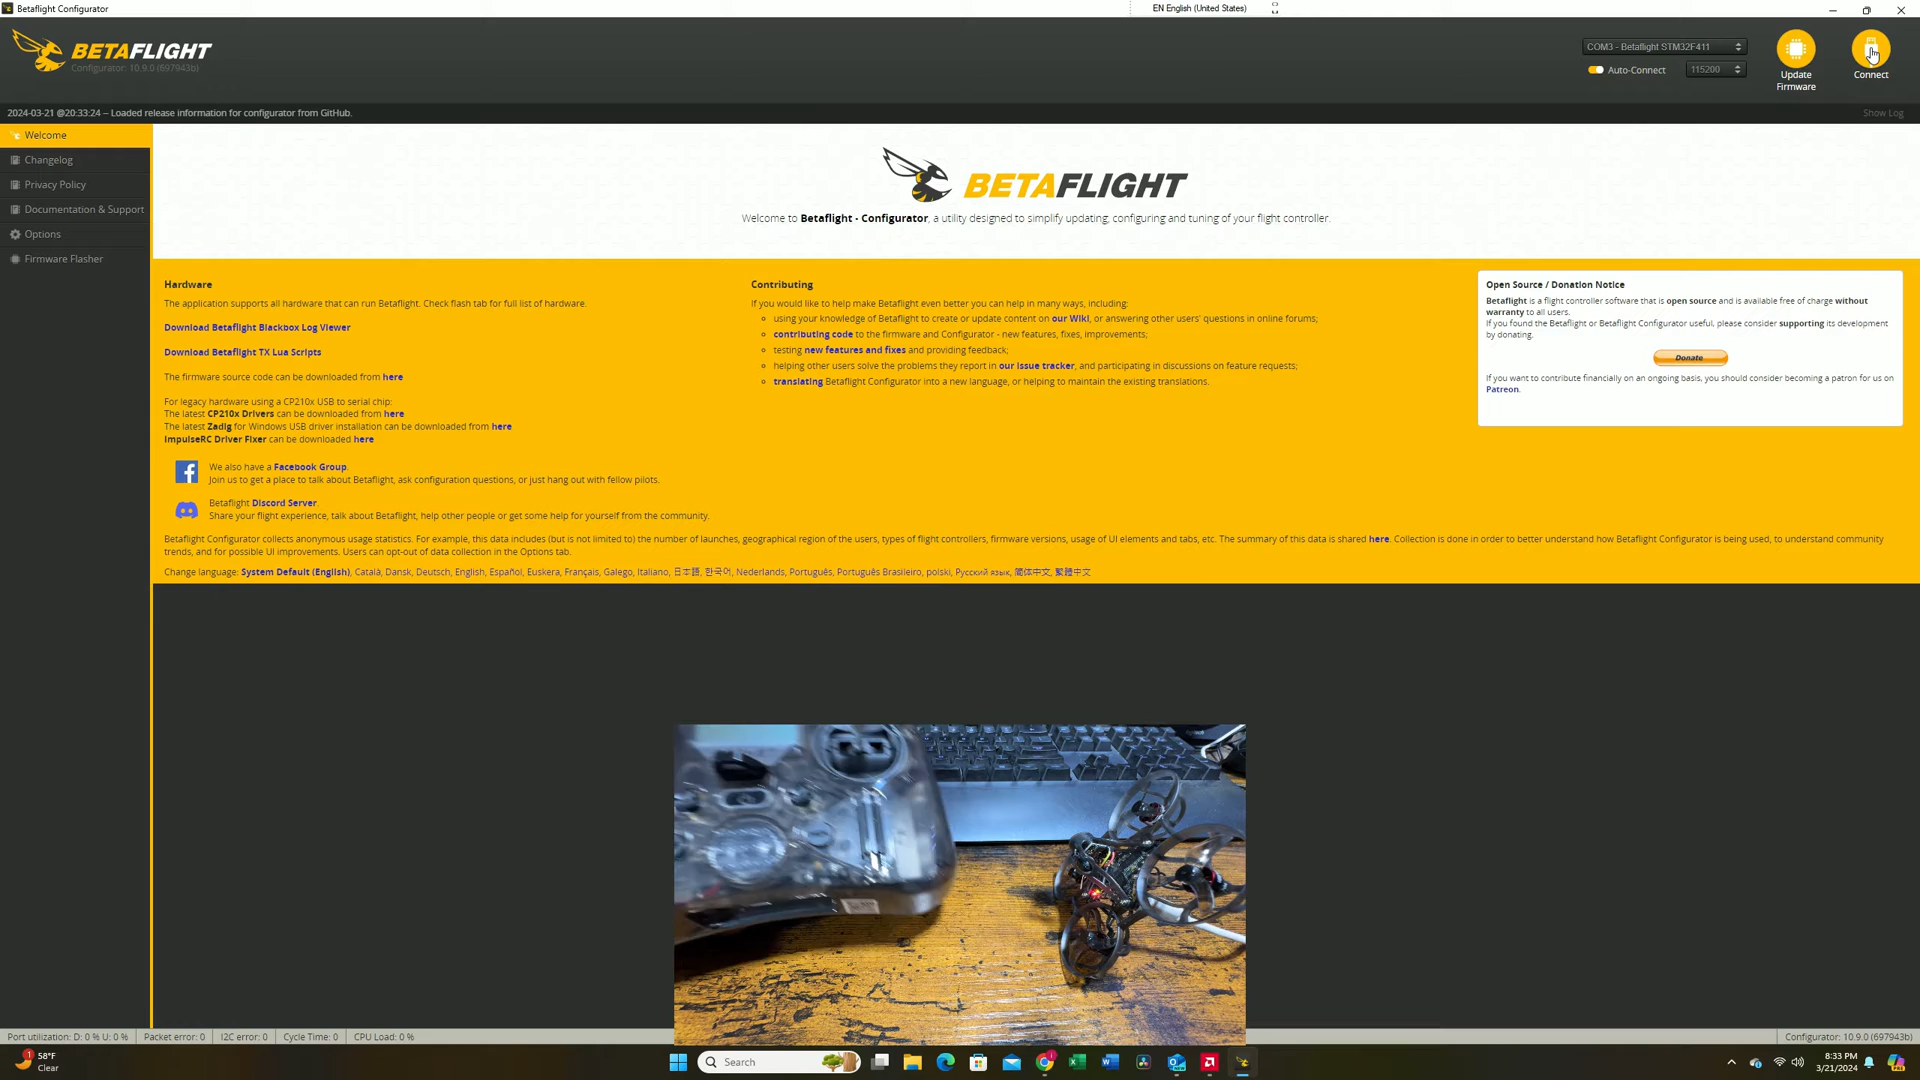 Betaflight Configurator
EN English (United States)
BETAFLIGHT
Configurator: 10.9.0 (697943b)
COM3 - Betaflight STM32F411
Auto-Connect
115200
Update
Firmware
Connect
2024-03-21 @20:33:24 -- Loaded release information for configurator from GitHub.
Show Log
Welcome
Changelog
Privacy Policy
Documentation & Support
Options
Firmware Flasher
BETAFLIGHT
Welcome to Betaflight - Configurator, a utility designed to simplify updating, configuring and tuning of your flight controller.
Hardware
The application supports all hardware that can run Betaflight. Check flash tab for full list of hardware.
Download Betaflight Blackbox Log Viewer
Download Betaflight TX Lua Scripts
The firmware source code can be downloaded from here
For legacy hardware using a CP210x USB to serial chip:
The latest CP210x Drivers can be downloaded from here
The latest Zadig for Windows USB driver installation can be downloaded from here
ImpulseRC Driver Fixer can be downloaded here
We also have a Facebook Group.
Join us to get a place to talk about Betaflight, ask configuration questions, or just hang out with fellow pilots.
Betaflight Discord Server.
Share your flight experience, talk about Betaflight, help other people or get some help for yourself from the community.
Contributing
If you would like to help make Betaflight even better you can help in many ways, including:
using your knowledge of Betaflight to create or update content on our Wiki, or answering other users' questions in online forums;
contributing code to the firmware and Configurator - new features, fixes, improvements;
testing new features and fixes and providing feedback;
helping other users solve the problems they report in our issue tracker, and participating in discussions on feature requests;
translating Betaflight Configurator into a new language, or helping to maintain the existing translations.
Open Source / Donation Notice
Betaflight is a flight controller software that is open source and is available free of charge without
warranty to all users.
If you found the Betaflight or Betaflight Configurator useful, please consider supporting its development
by donating.
Donate
If you want to contribute financially on an ongoing basis, you should consider becoming a patron for us on
Patreon.
Betaflight Configurator collects anonymous usage statistics. For example, this data includes (but is not limited to) the number of launches, geographical region of the users, types of flight controllers, firmware versions, usage of UI elements and tabs, etc. The summary of this data is shared here. Collection is done in order to better understand how Betaflight Configurator is being used, to understand community
trends, and for possible UI improvements. Users can opt-out of data collection in the Options tab.
Change language: System Default (English), Català, Dansk, Deutsch, English, Español, Euskera, Français, Galego, Italiano, 日本語, 한국어, Nederlands, Português, Português Brasileiro, polski, Русский язык, 简体中文, 繁體中文
Port utilization: D: 0 % U: 0 %
Packet error: 0
I2C error: 0
Cycle Time: 0
CPU Load: 0 %
Configurator: 10.9.0 (697943b)
1
58°F
Clear
Search
8:33 PM
3/21/2024